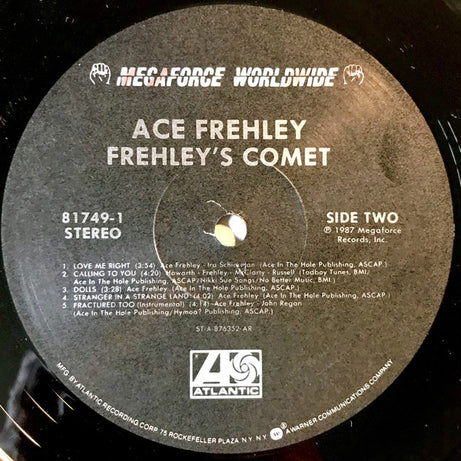 MEGAFORCE WORLDWIDE
ACE FREHLEY
FREHLEY'S COMET
81749-1
STEREO
SIDE TWO
℗ 1987 Megaforce
Records, Inc.
1. LOVE ME RIGHT (3:54) Ace Frehley - Ira (Ace In The Hole Publishing, ASCAP.)
2. CALLING TO YOU (4:20) Howarth - Frehley - McClarty - Russell (Toadboy Tunes, BMI/
Ace In The Hole Publishing, ASCAP/Nikki Sue Songs/No Better Music, BMI)
3. DOLLS (3:28) Ace Frehley (Ace In The Hole Publishing, ASCAP.)
4. STRANGER IN A STRANGE LAND (4:02) Ace Frehley (Ace In The Hole Publishing, ASCAP.)
5. FRACTURED TOO (Instrumental) (4:14) Ace Frehley - John Regan
(Ace In The Hole Publishing/Hymoa? Publishing, ASCAP.)
ST-A-876352-AR
A
ATLANTIC
MFG. BY ATLANTIC RECORDING CORP. 75 ROCKEFELLER PLAZA N.Y. N.Y. A WARNER COMMUNICATIONS COMPANY